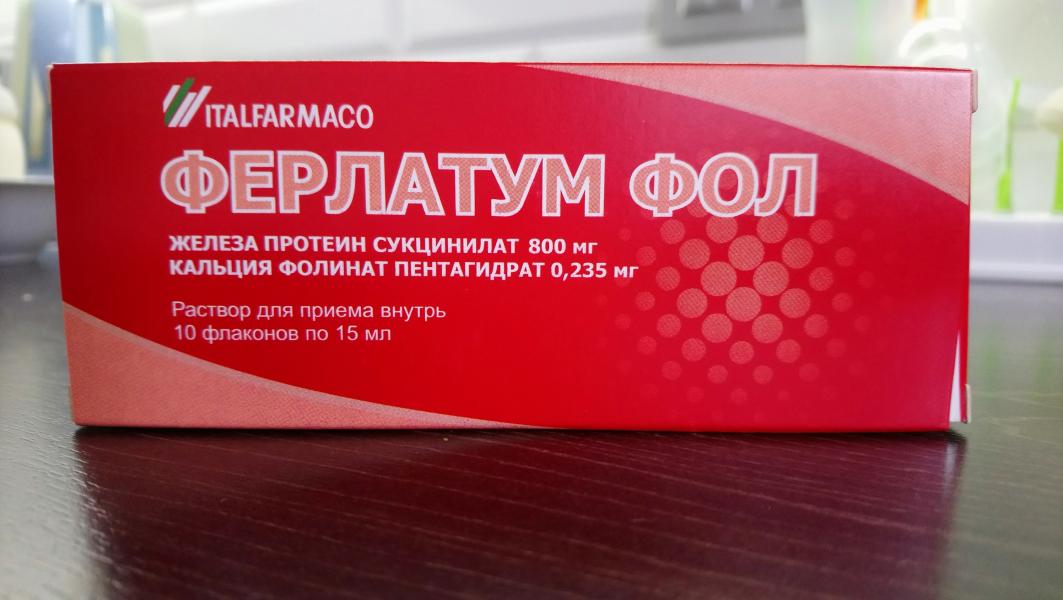 ITALFARMACO
ФЕРЛАТУМ ФОЛ
ЖЕЛЕЗА ПРОТЕИН СУКЦИНИЛАТ 800 мг
КАЛЬЦИЯ ФОЛИНАТ ПЕНТАГИДРАТ 0,235 мг
Раствор для приема внутрь
10 флаконов по 15 мл